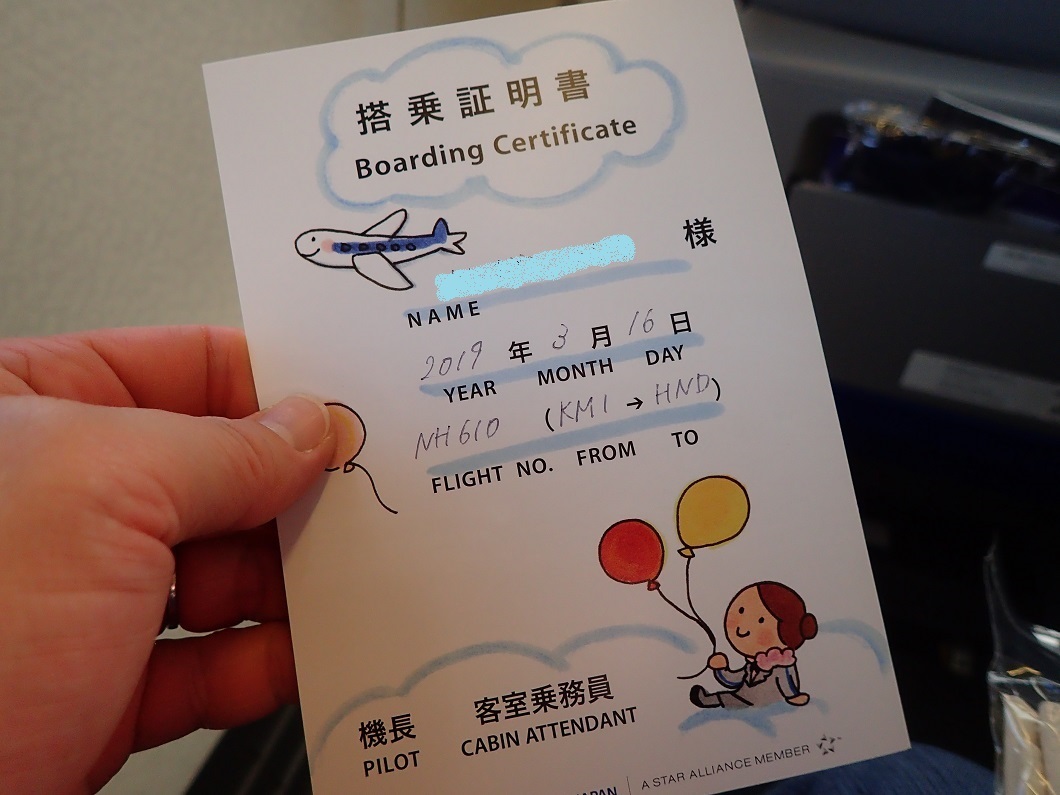 搭乗証明書
Boarding Certificate
様
NAME
2019 年 3 月 16 日
YEAR MONTH DAY
NH610 (KMI → HND)
FLIGHT NO. FROM TO
機長 客室乗務員
PILOT CABIN ATTENDANT
JAPAN | A STAR ALLIANCE MEMBER